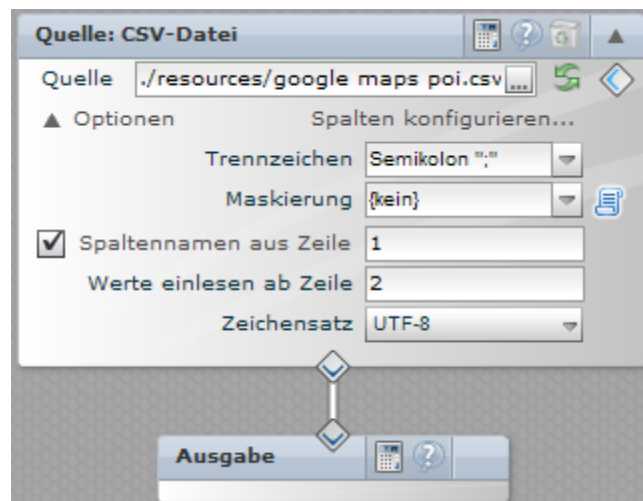 Quelle: CSV-Datei
Quelle ./resources/google maps poi.csv ...
Optionen Spalten konfigurieren...
Trennzeichen Semikolon ";"
Maskierung {kein}
Spaltennamen aus Zeile 1
Werte einlesen ab Zeile 2
Zeichensatz UTF-8
Ausgabe